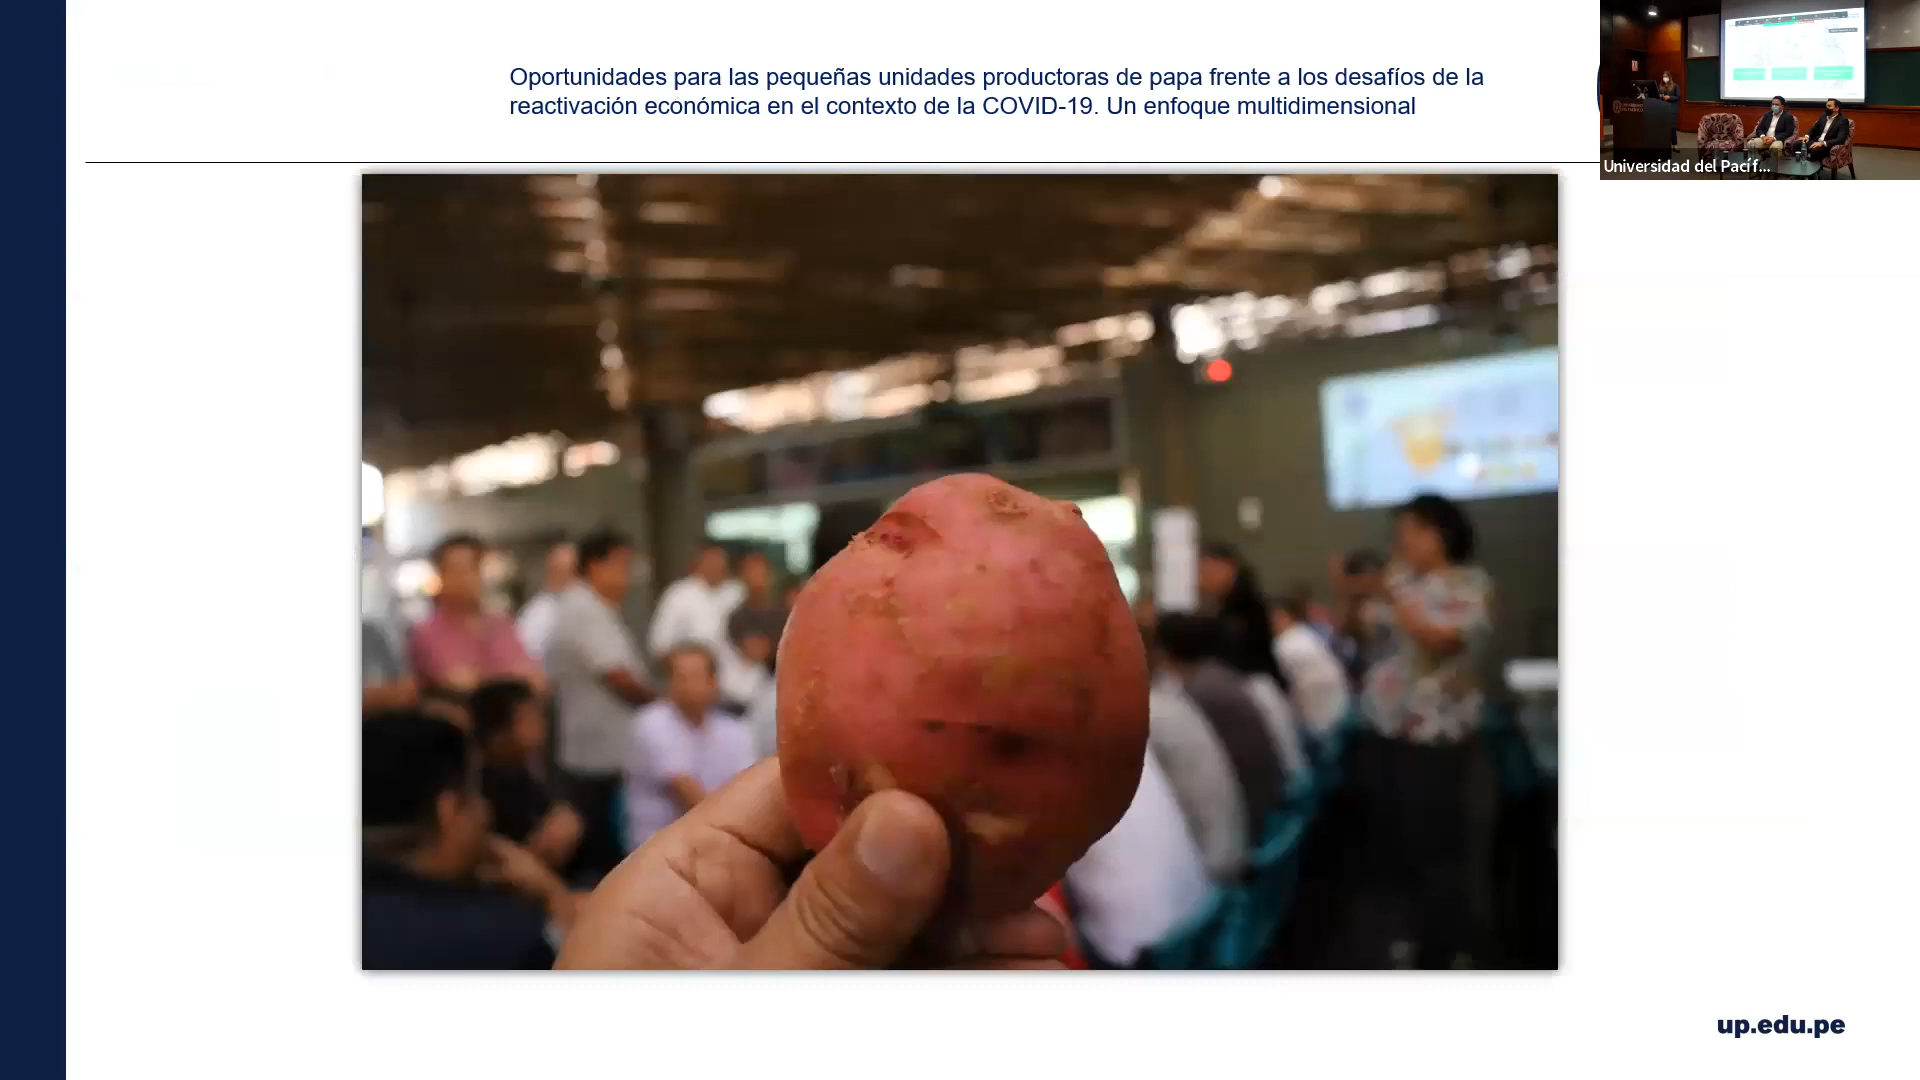 Oportunidades para las pequeñas unidades productoras de papa frente a los desafíos de la
reactivación económica en el contexto de la COVID-19. Un enfoque multidimensional
Universidad del Pacíf...
up.edu.pe